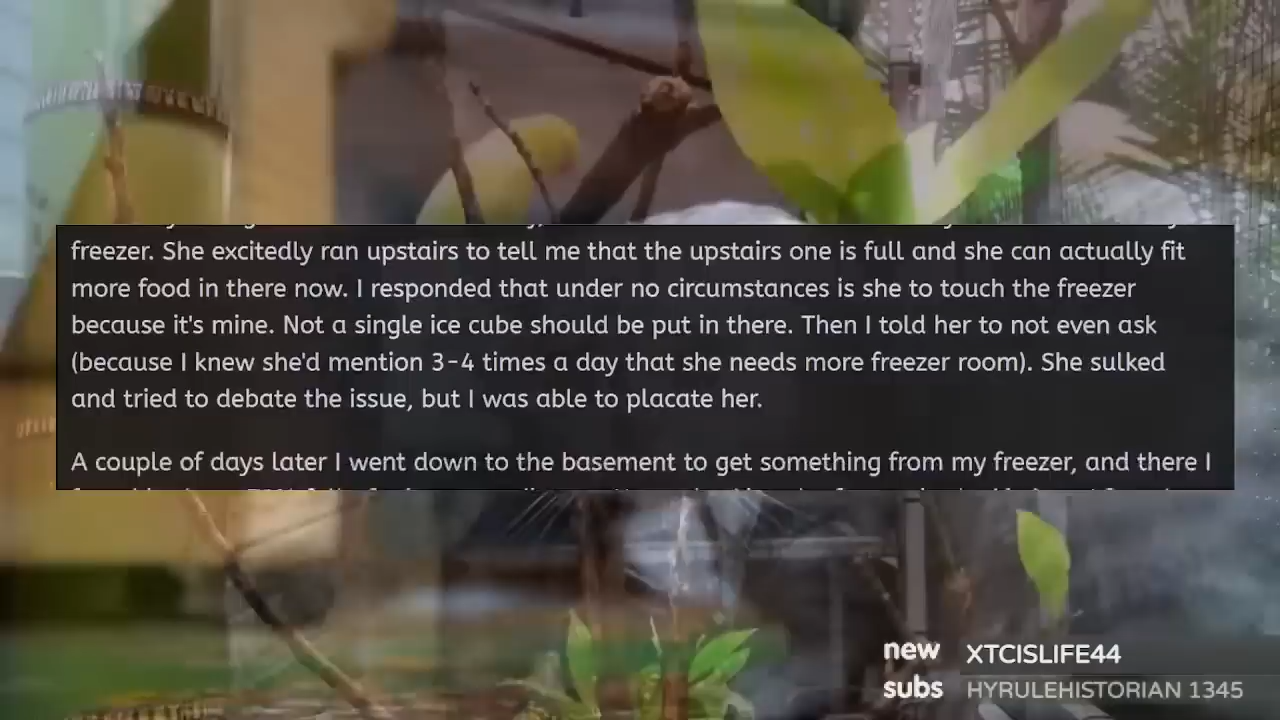 freezer. She excitedly ran upstairs to tell me that the upstairs one is full and she can actually fit
more food in there now. I responded that under no circumstances is she to touch the freezer
because it's mine. Not a single ice cube should be put in there. Then I told her to not even ask
(because I knew she'd mention 3-4 times a day that she needs more freezer room). She sulked
and tried to debate the issue, but I was able to placate her.
A couple of days later I went down to the basement to get something from my freezer, and there I
new XTCISLIFE44
subs HYRULEHISTORIAN 1345